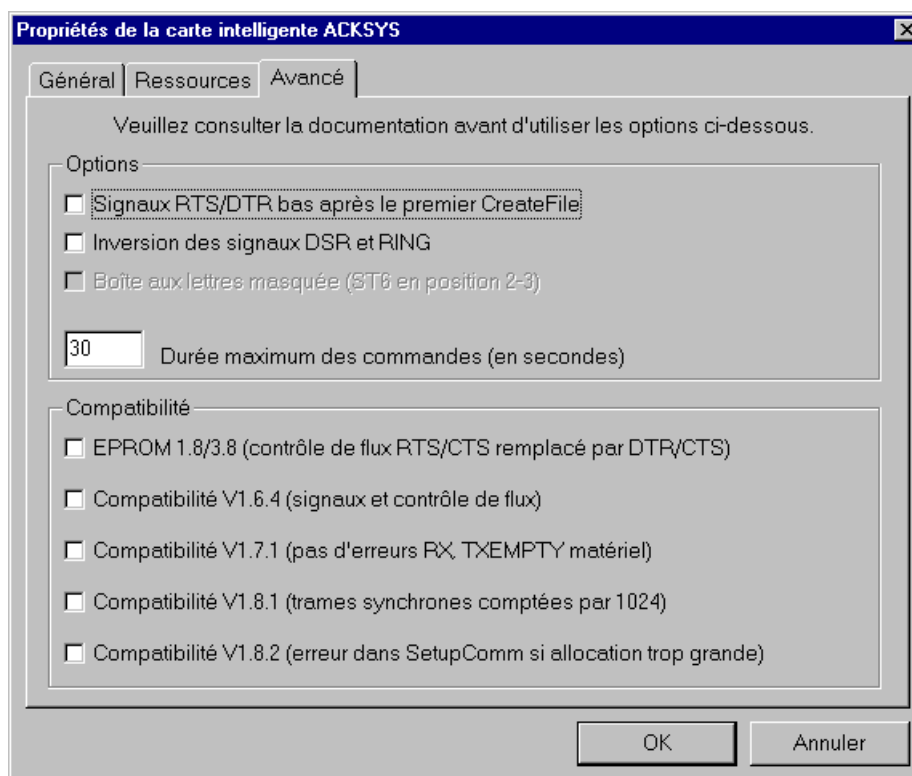 Propriétés de la carte intelligente ACKSYS
Général Ressources Avancé
Veuillez consulter la documentation avant d'utiliser les options ci-dessous.
Options
Signaux RTS/DTR bas après le premier CreateFile
Inversion des signaux DSR et RING
Boîte aux lettres masquée (ST6 en position 2-3)
30 Durée maximum des commandes (en secondes)
Compatibilité
EPROM 1.8/3.8 (contrôle de flux RTS/CTS remplacé par DTR/CTS)
Compatibilité V1.6.4 (signaux et contrôle de flux)
Compatibilité V1.7.1 (pas d'erreurs RX, TXEMPTY matériel)
Compatibilité V1.8.1 (trames synchrones comptées par 1024)
Compatibilité V1.8.2 (erreur dans SetupComm si allocation trop grande)
OK Annuler